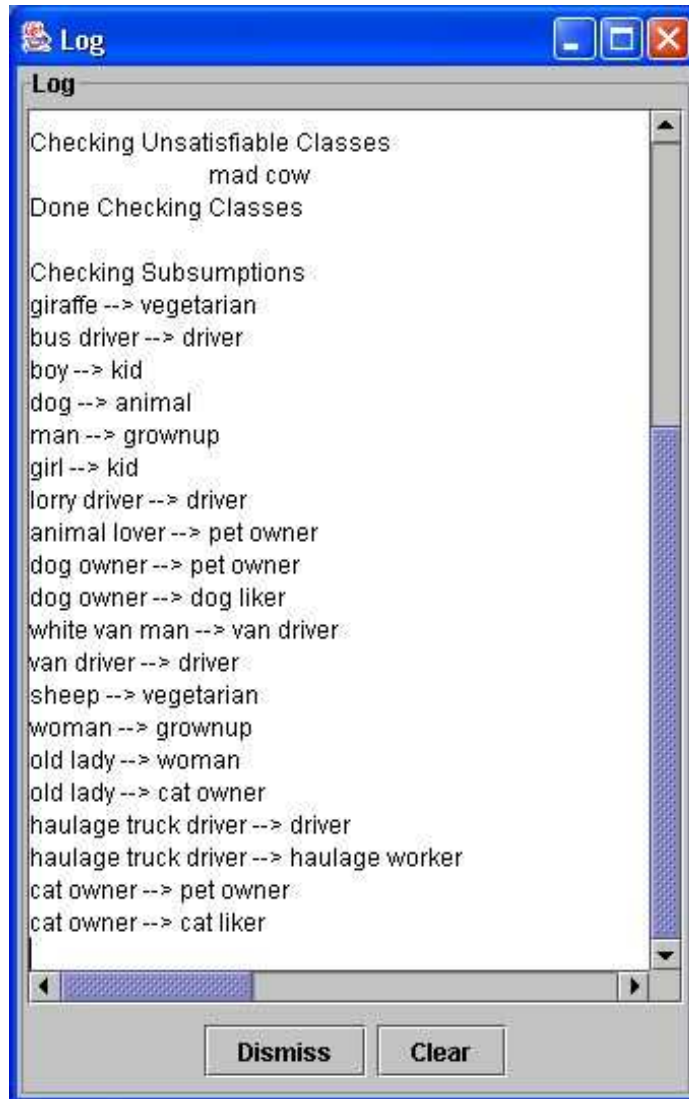 Log
Log
Checking Unsatisfiable Classes
mad cow
Done Checking Classes
Checking Subsumptions
giraffe --> vegetarian
bus driver --> driver
boy --> kid
dog --> animal
man --> grownup
girl --> kid
lorry driver --> driver
animal lover --> pet owner
dog owner --> pet owner
dog owner --> dog liker
white van man --> van driver
van driver --> driver
sheep --> vegetarian
woman --> grownup
old lady --> woman
old lady --> cat owner
haulage truck driver --> driver
haulage truck driver --> haulage worker
cat owner --> pet owner
cat owner --> cat liker
Dismiss Clear